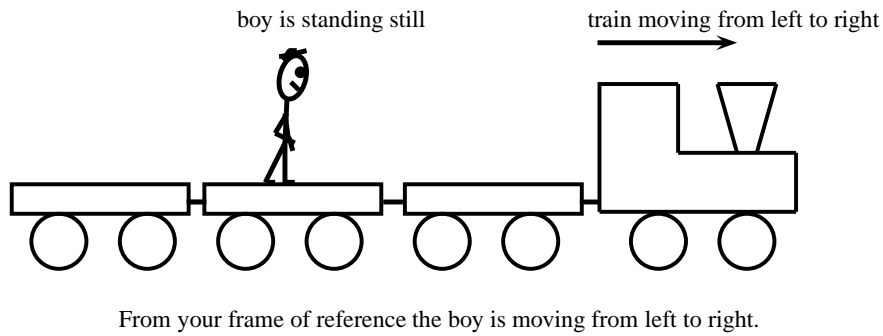 boy is standing still
train moving from left to right
From your frame of reference the boy is moving from left to right.